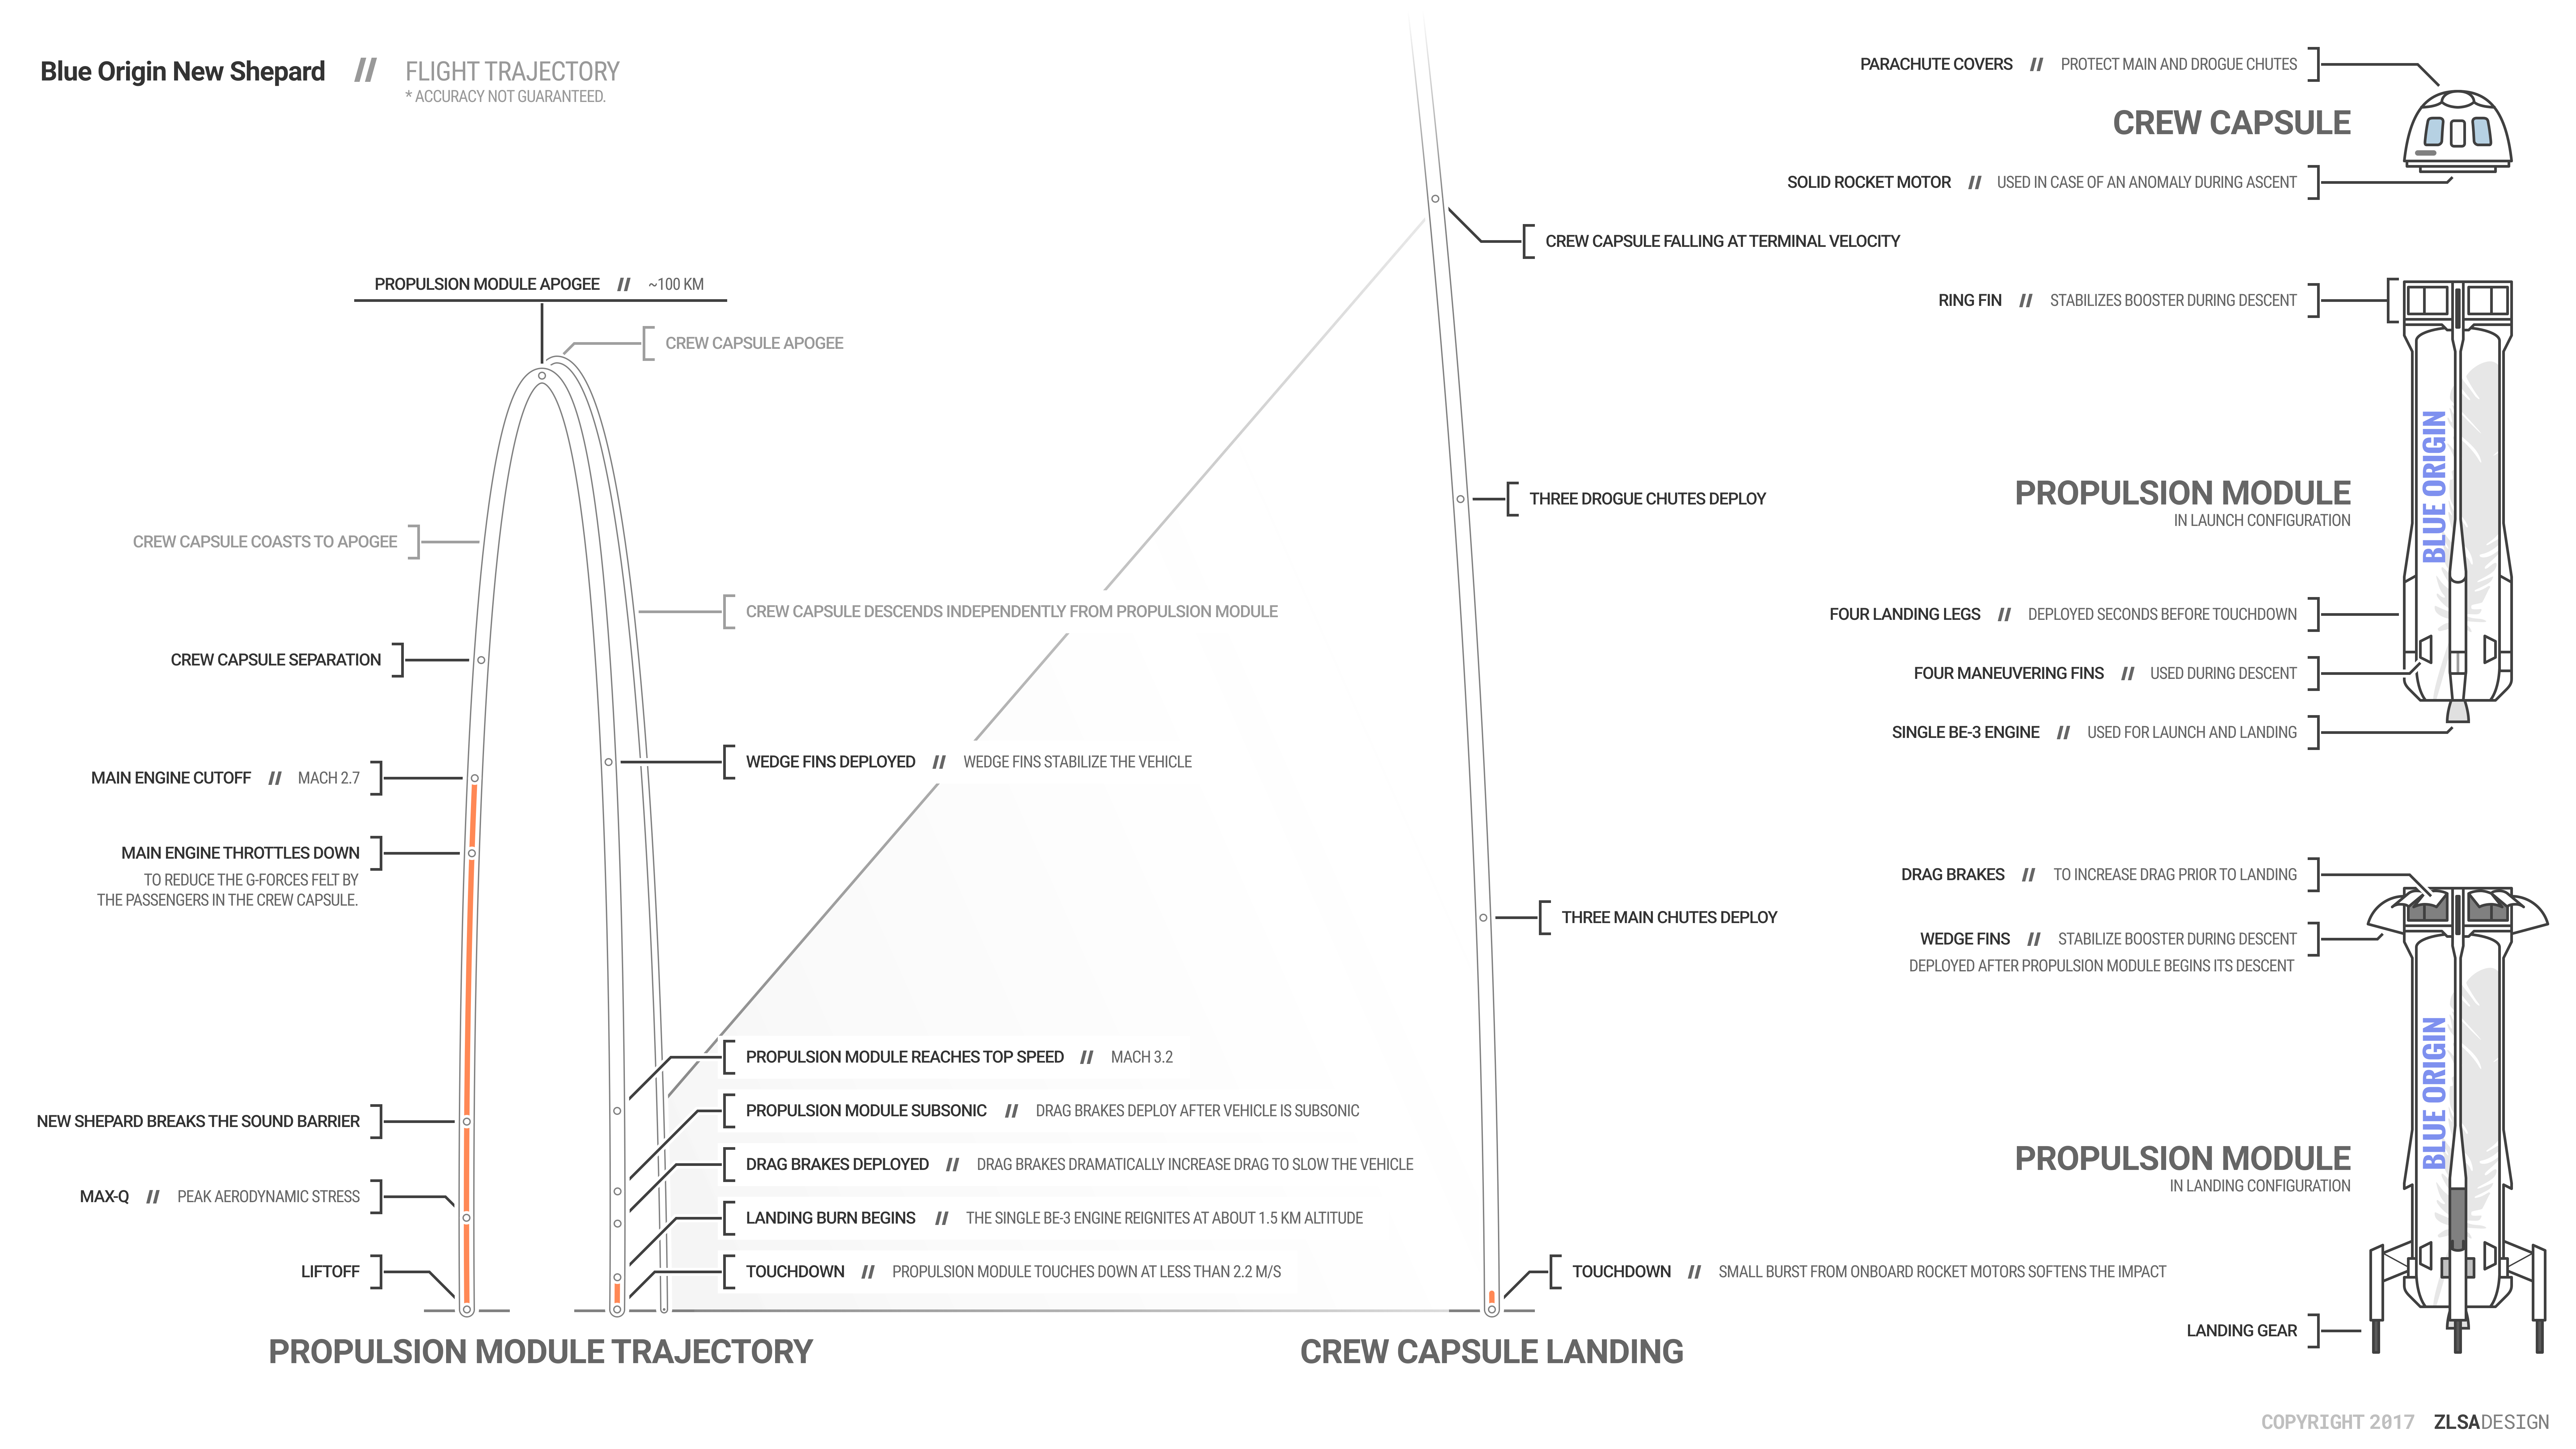 Blue Origin New Shepard // FLIGHT TRAJECTORY
* ACCURACY NOT GUARANTEED.
PROPULSION MODULE APOGEE // ~100 KM
CREW CAPSULE APOGEE
CREW CAPSULE COASTS TO APOGEE
CREW CAPSULE SEPARATION
MAIN ENGINE CUTOFF // MACH 2.7
MAIN ENGINE THROTTLES DOWN
TO REDUCE THE G-FORCES FELT BY
THE PASSENGERS IN THE CREW CAPSULE.
NEW SHEPARD BREAKS THE SOUND BARRIER
MAX-Q // PEAK AERODYNAMIC STRESS
LIFTOFF
CREW CAPSULE DESCENDS INDEPENDENTLY FROM PROPULSION MODULE
WEDGE FINS DEPLOYED // WEDGE FINS STABILIZE THE VEHICLE
PROPULSION MODULE REACHES TOP SPEED // MACH 3.2
PROPULSION MODULE SUBSONIC // DRAG BRAKES DEPLOY AFTER VEHICLE IS SUBSONIC
DRAG BRAKES DEPLOYED // DRAG BRAKES DRAMATICALLY INCREASE DRAG TO SLOW THE VEHICLE
LANDING BURN BEGINS // THE SINGLE BE-3 ENGINE REIGNITES AT ABOUT 1.5 KM ALTITUDE
TOUCHDOWN // PROPULSION MODULE TOUCHES DOWN AT LESS THAN 2.2 M/S
PROPULSION MODULE TRAJECTORY
CREW CAPSULE FALLING AT TERMINAL VELOCITY
THREE DROGUE CHUTES DEPLOY
THREE MAIN CHUTES DEPLOY
TOUCHDOWN // SMALL BURST FROM ONBOARD ROCKET MOTORS SOFTENS THE IMPACT
CREW CAPSULE LANDING
PARACHUTE COVERS // PROTECT MAIN AND DROGUE CHUTES
CREW CAPSULE
SOLID ROCKET MOTOR // USED IN CASE OF AN ANOMALY DURING ASCENT
RING FIN // STABILIZES BOOSTER DURING DESCENT
BLUE ORIGIN
PROPULSION MODULE
IN LAUNCH CONFIGURATION
FOUR LANDING LEGS // DEPLOYED SECONDS BEFORE TOUCHDOWN
FOUR MANEUVERING FINS // USED DURING DESCENT
SINGLE BE-3 ENGINE // USED FOR LAUNCH AND LANDING
DRAG BRAKES // TO INCREASE DRAG PRIOR TO LANDING
WEDGE FINS // STABILIZE BOOSTER DURING DESCENT
DEPLOYED AFTER PROPULSION MODULE BEGINS ITS DESCENT
BLUE ORIGIN
PROPULSION MODULE
IN LANDING CONFIGURATION
LANDING GEAR
COPYRIGHT 2017 ZLSADESIGN